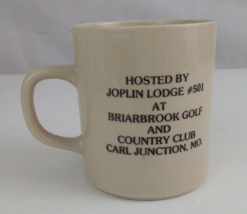 HOSTED BY
JOPLIN LODGE #501
AT
BRIARBROOK GOLF
AND
COUNTRY CLUB
CARL JUNCTION, MO.